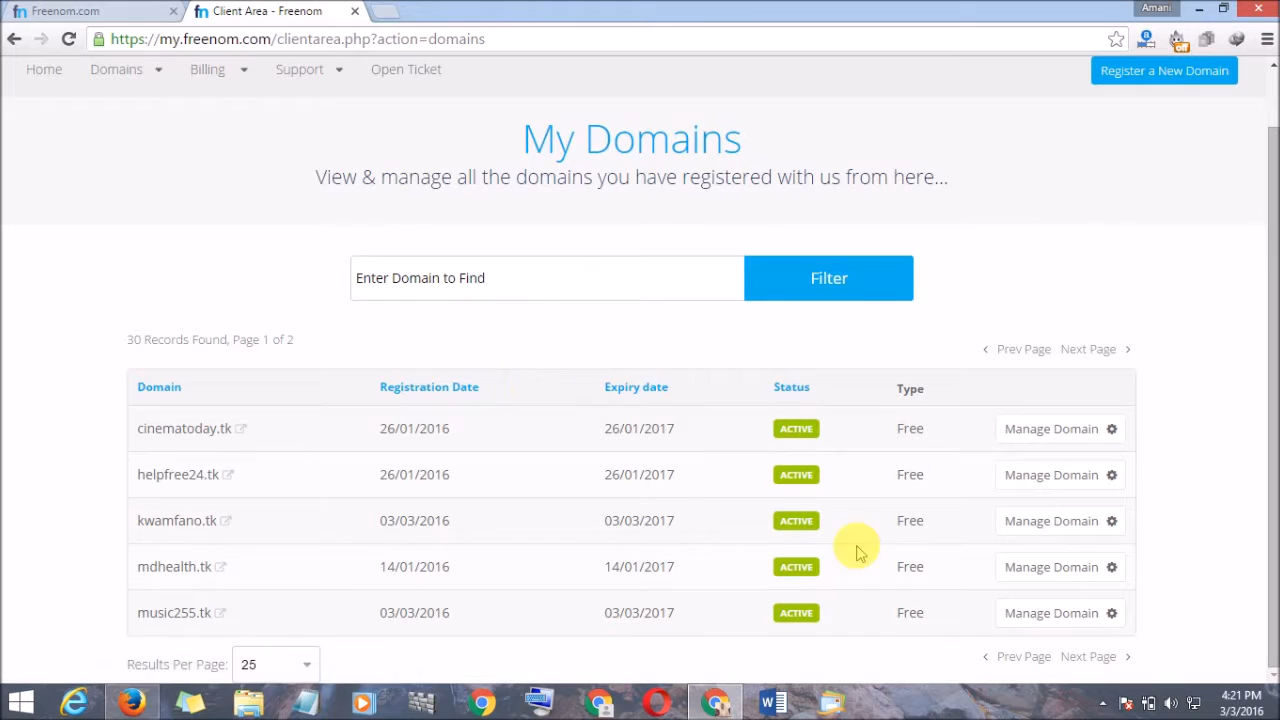 Freenom.com
Client Area - Freenom
Amani
https://my.freenom.com/clientarea.php?action=domains
off
Home Domains Billing Support Open Ticket Register a New Domain
My Domains
View & manage all the domains you have registered with us from here...
Enter Domain to Find Filter
30 Records Found, Page 1 of 2
Prev Page Next Page
Domain Registration Date Expiry date Status Type
cinematoday.tk 26/01/2016 26/01/2017 ACTIVE Free Manage Domain
helpfree24.tk 26/01/2016 26/01/2017 ACTIVE Free Manage Domain
kwamfano.tk 03/03/2016 03/03/2017 ACTIVE Free Manage Domain
mdhealth.tk 14/01/2016 14/01/2017 ACTIVE Free Manage Domain
music255.tk 03/03/2016 03/03/2017 ACTIVE Free Manage Domain
Results Per Page: 25 Prev Page Next Page
4:21 PM
3/3/2016